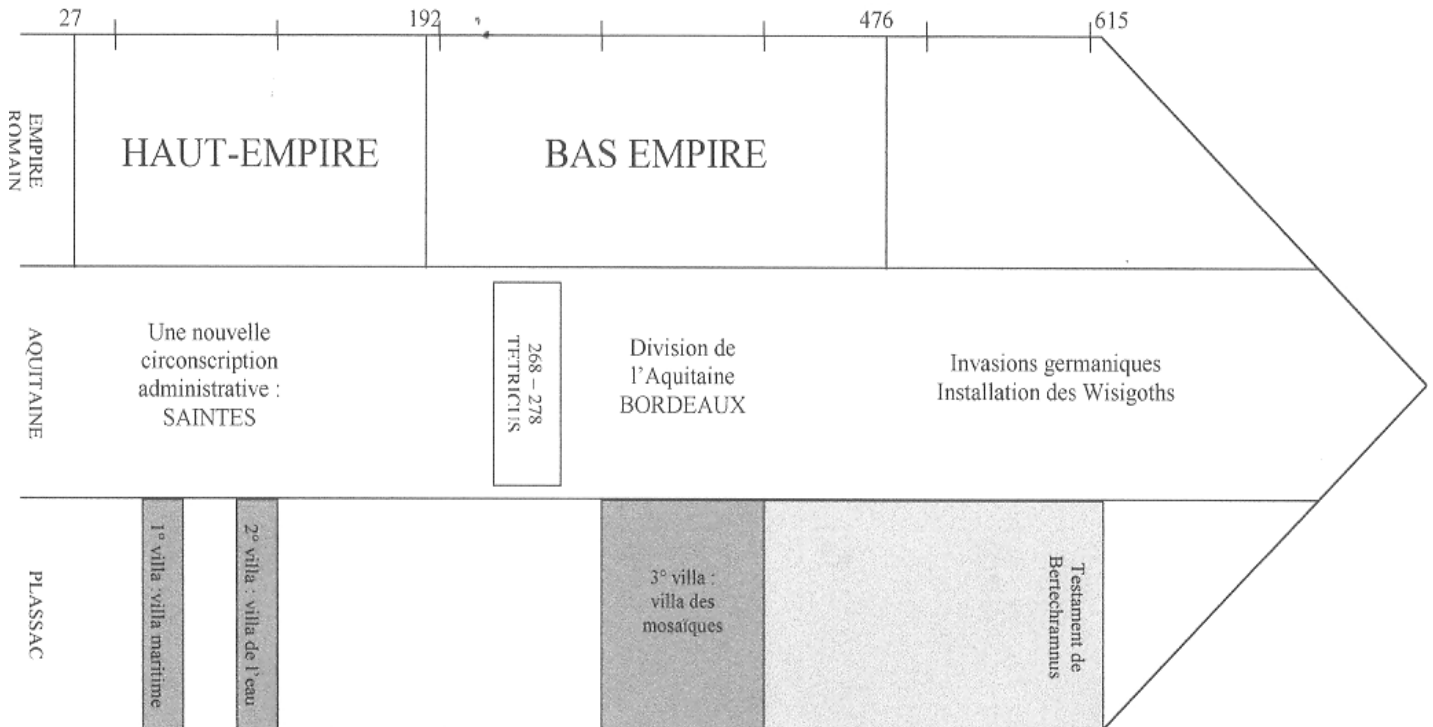 27
192
476
615
EMPIRE
ROMAIN
HAUT-EMPIRE
BAS EMPIRE
AQUITAINE
Une nouvelle
circonscription
administrative :
SAINTES
268 – 278
TETRICUS
Division de
l'Aquitaine
BORDEAUX
Invasions germaniques
Installation des Wisigoths
PLASSAC
1° villa : villa maritime
2° villa : villa de l'eau
3° villa :
villa des
mosaïques
Testament de
Bertechramnus